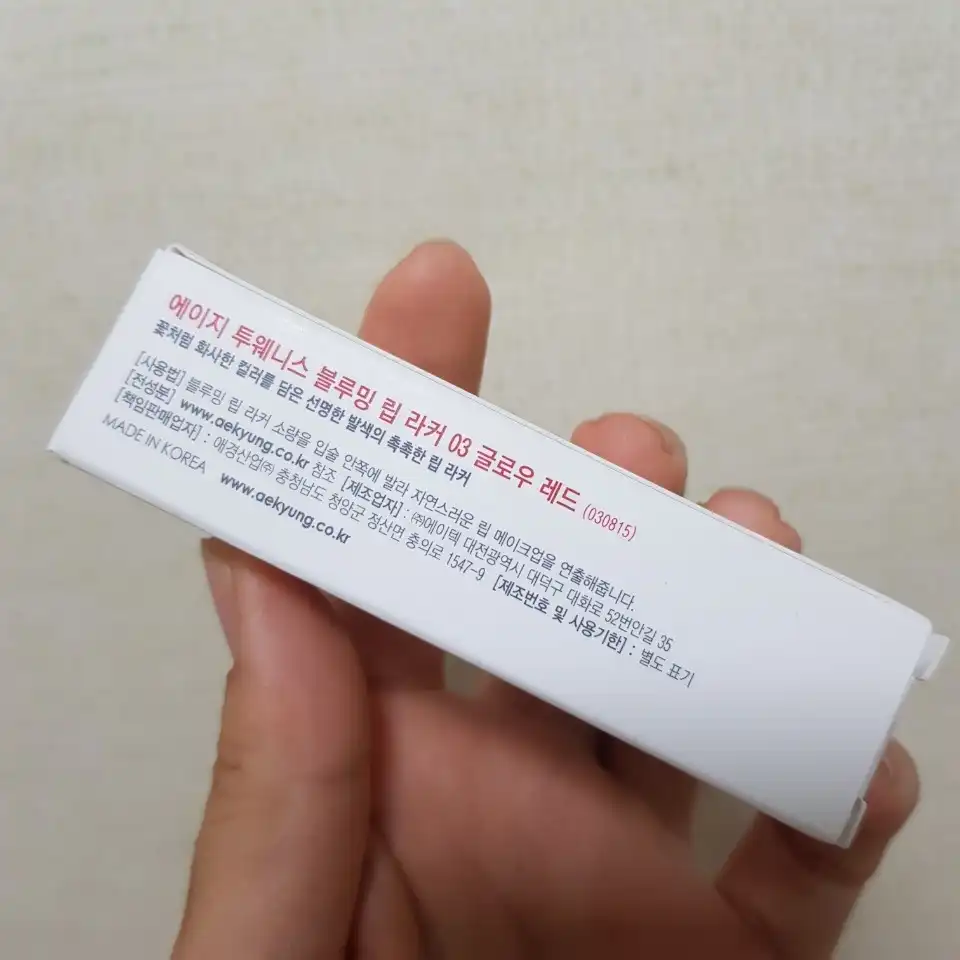 에이지 투웨니스 블루밍 립 라커 03 글로우 레드 (030815)
꽃처럼 화사한 컬러를 담은 선명한 발색의 촉촉한 립 라커
[사용법] 블루밍 립 라커 소량을 입술 안쪽에 발라 자연스러운 립 메이크업을 연출해줍니다.
[전성분] www.aekyung.co.kr 참조 [제조업자] : ㈜에이텍 대전광역시 대덕구 대화로 52번안길 35
[책임판매업자] : 애경산업㈜ 충청남도 청양군 정산면 충의로 1547-9 [제조번호 및 사용기한] : 별도 표기
MADE IN KOREA www.aekyung.co.kr